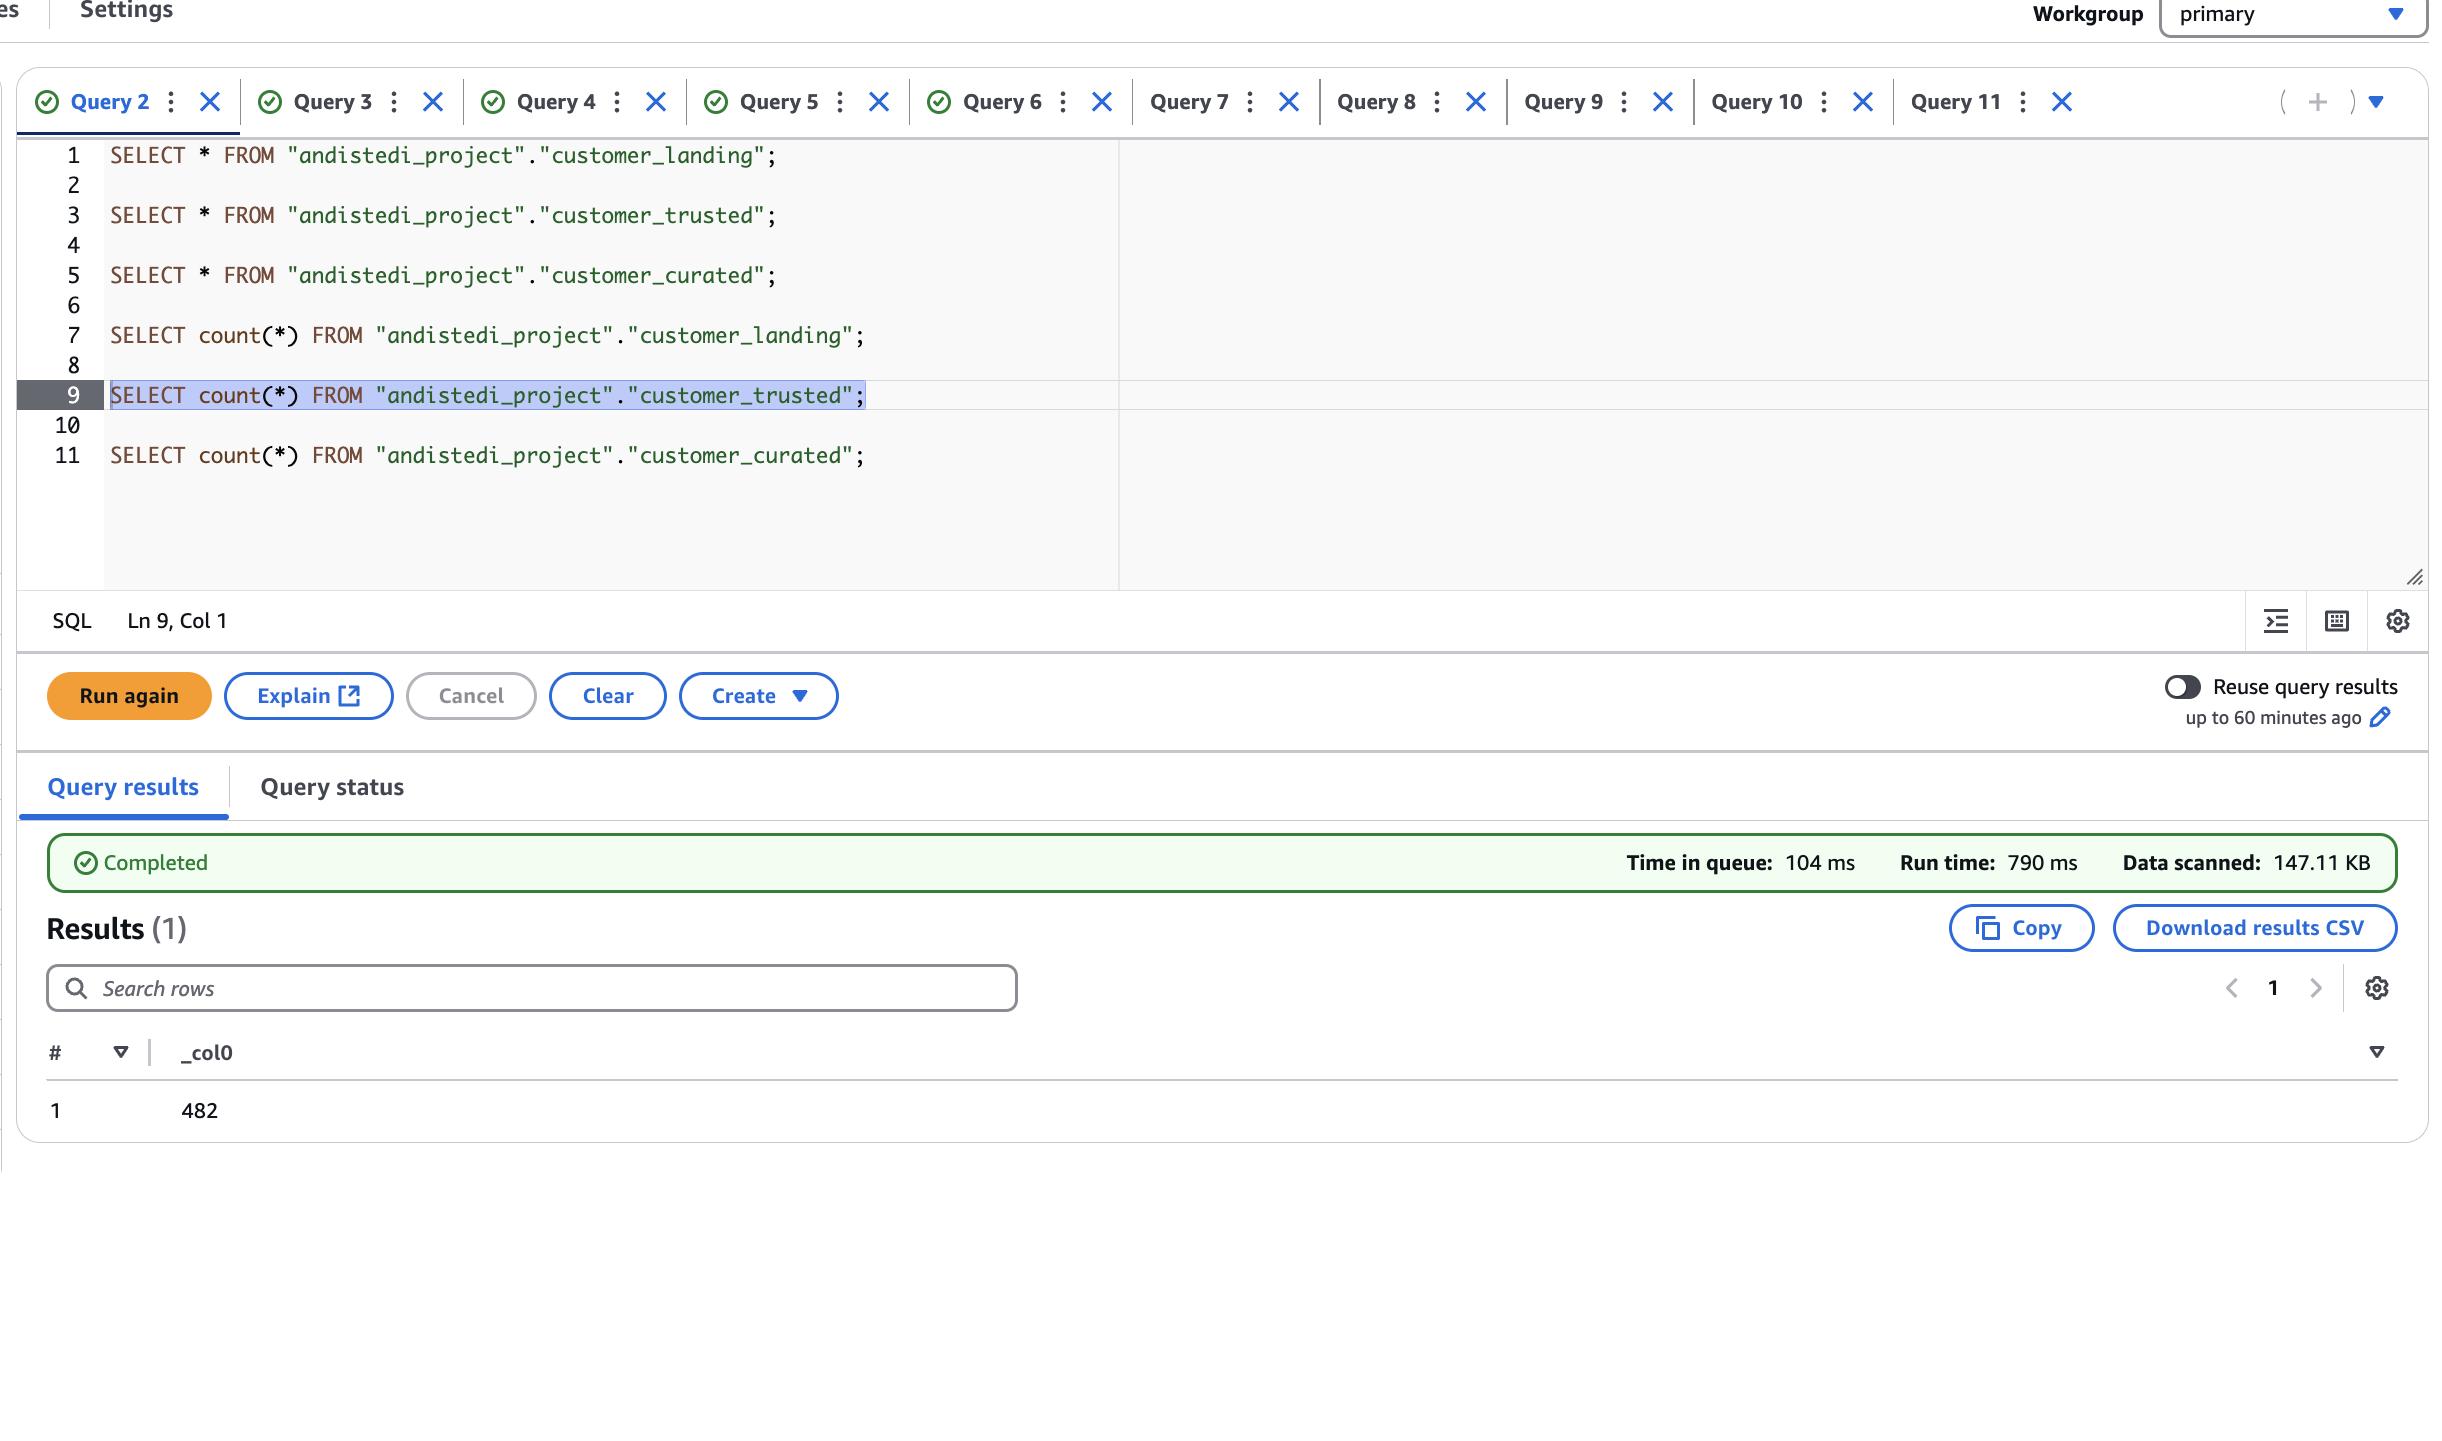 es Settings Workgroup primary
Query 2 Query 3 Query 4 Query 5 Query 6 Query 7 Query 8 Query 9 Query 10 Query 11
1 SELECT * FROM "andistedi_project"."customer_landing";
2
3 SELECT * FROM "andistedi_project"."customer_trusted";
4
5 SELECT * FROM "andistedi_project"."customer_curated";
6
7 SELECT count(*) FROM "andistedi_project"."customer_landing";
8
9 SELECT count(*) FROM "andistedi_project"."customer_trusted";
10
11 SELECT count(*) FROM "andistedi_project"."customer_curated";
SQL Ln 9, Col 1
Run again Explain Cancel Clear Create Reuse query results
up to 60 minutes ago
Query results Query status
Completed Time in queue: 104 ms Run time: 790 ms Data scanned: 147.11 KB
Results (1) Copy Download results CSV
Search rows 1
# _col0
1 482